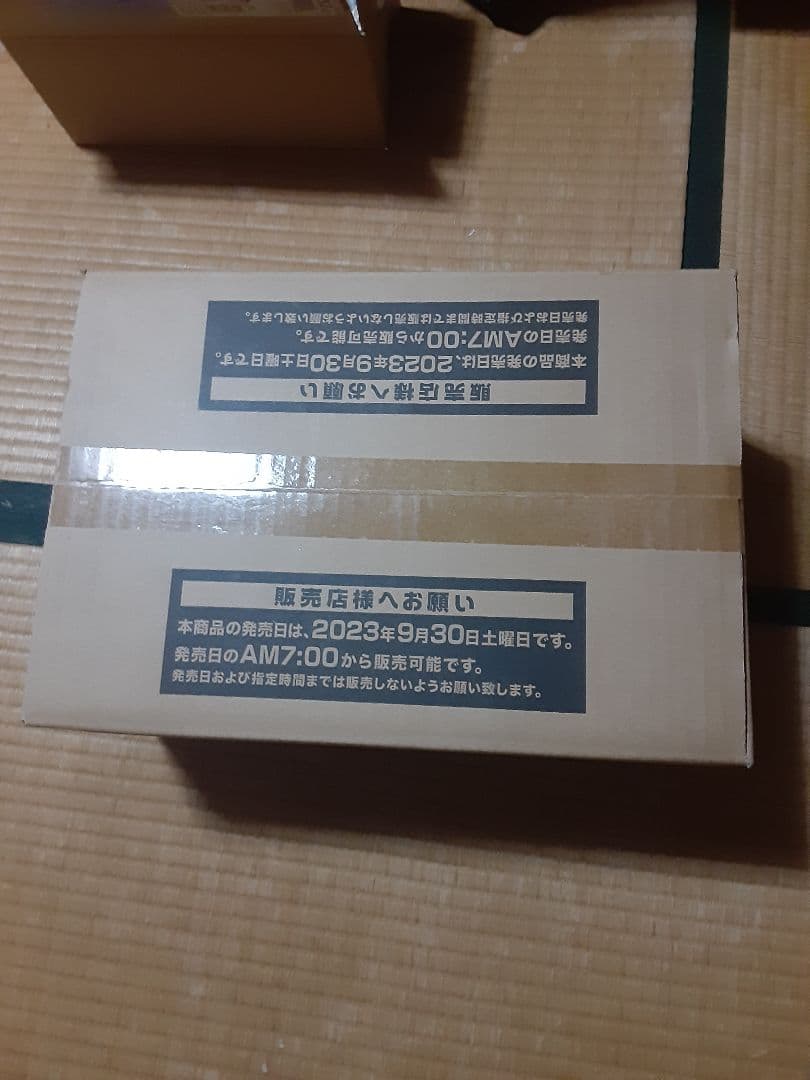 販売店様へお願い
本商品の発売日は、2023年9月30日土曜日です。
発売日のAM7:00から販売可能です。
発売日および指定時間までは販売しないようお願い致します。
販売店様へお願い
本商品の発売日は、2023年9月30日土曜日です。
発売日のAM7:00から販売可能です。
発売日および指定時間までは販売しないようお願い致します。